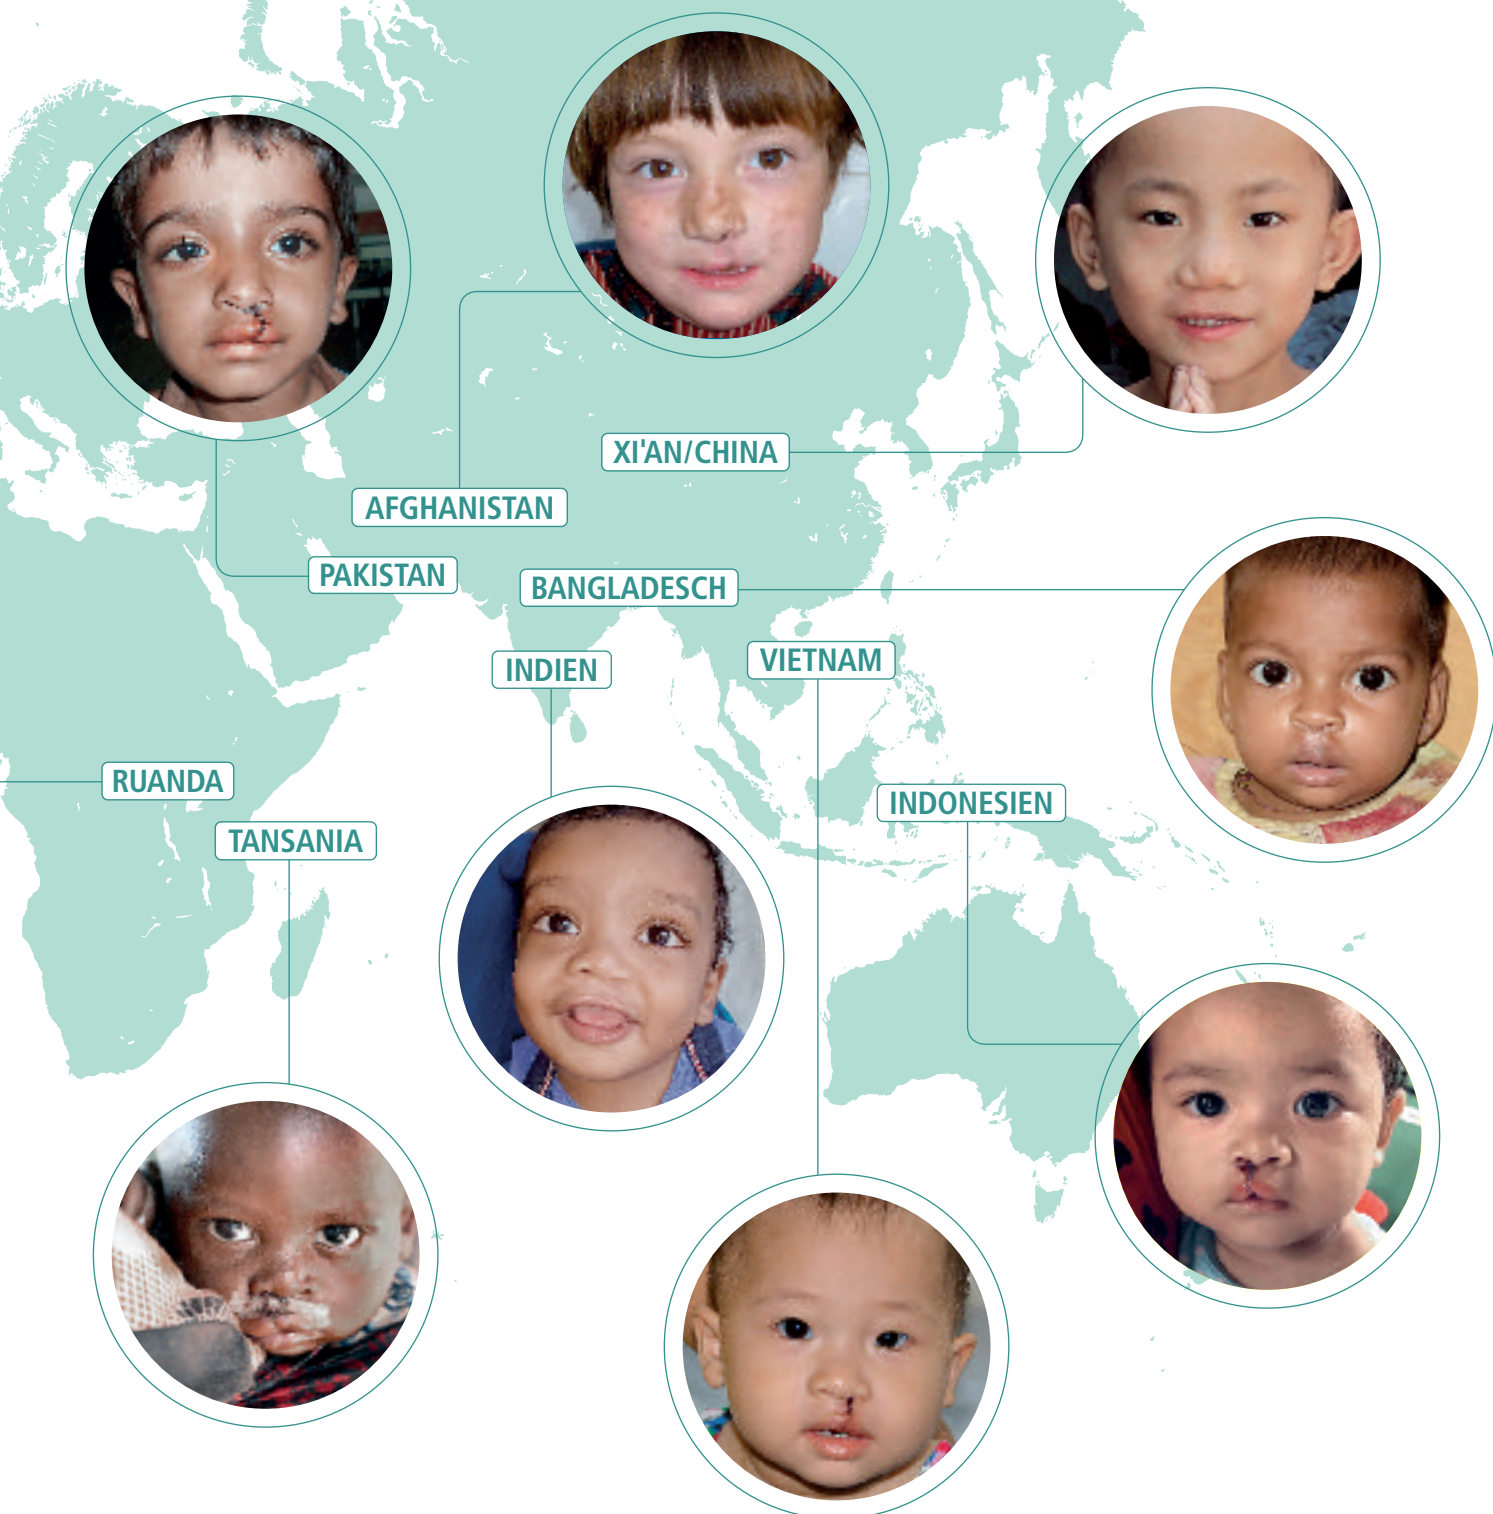 XI'AN/CHINA
AFGHANISTAN
PAKISTAN
BANGLADESCH
INDIEN
VIETNAM
RUANDA
INDONESIEN
TANSANIA